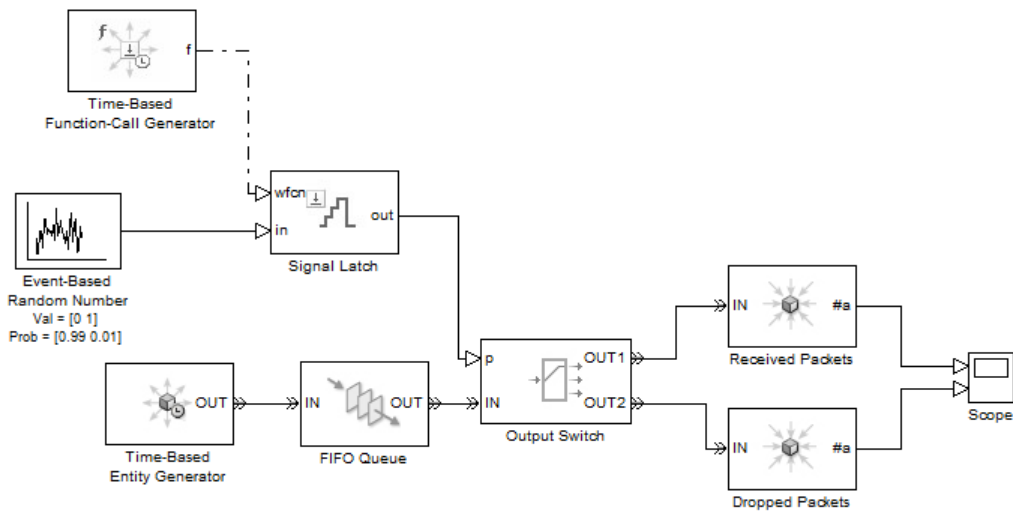 f
f
Time-Based
Function-Call Generator
wfcn
in
out
Signal Latch
Event-Based
Random Number
Val = [0 1]
Prob = [0.99 0.01]
OUT
Time-Based
Entity Generator
IN
OUT
FIFO Queue
p
IN
OUT1
OUT2
Output Switch
IN
#a
Received Packets
IN
#a
Dropped Packets
Scope